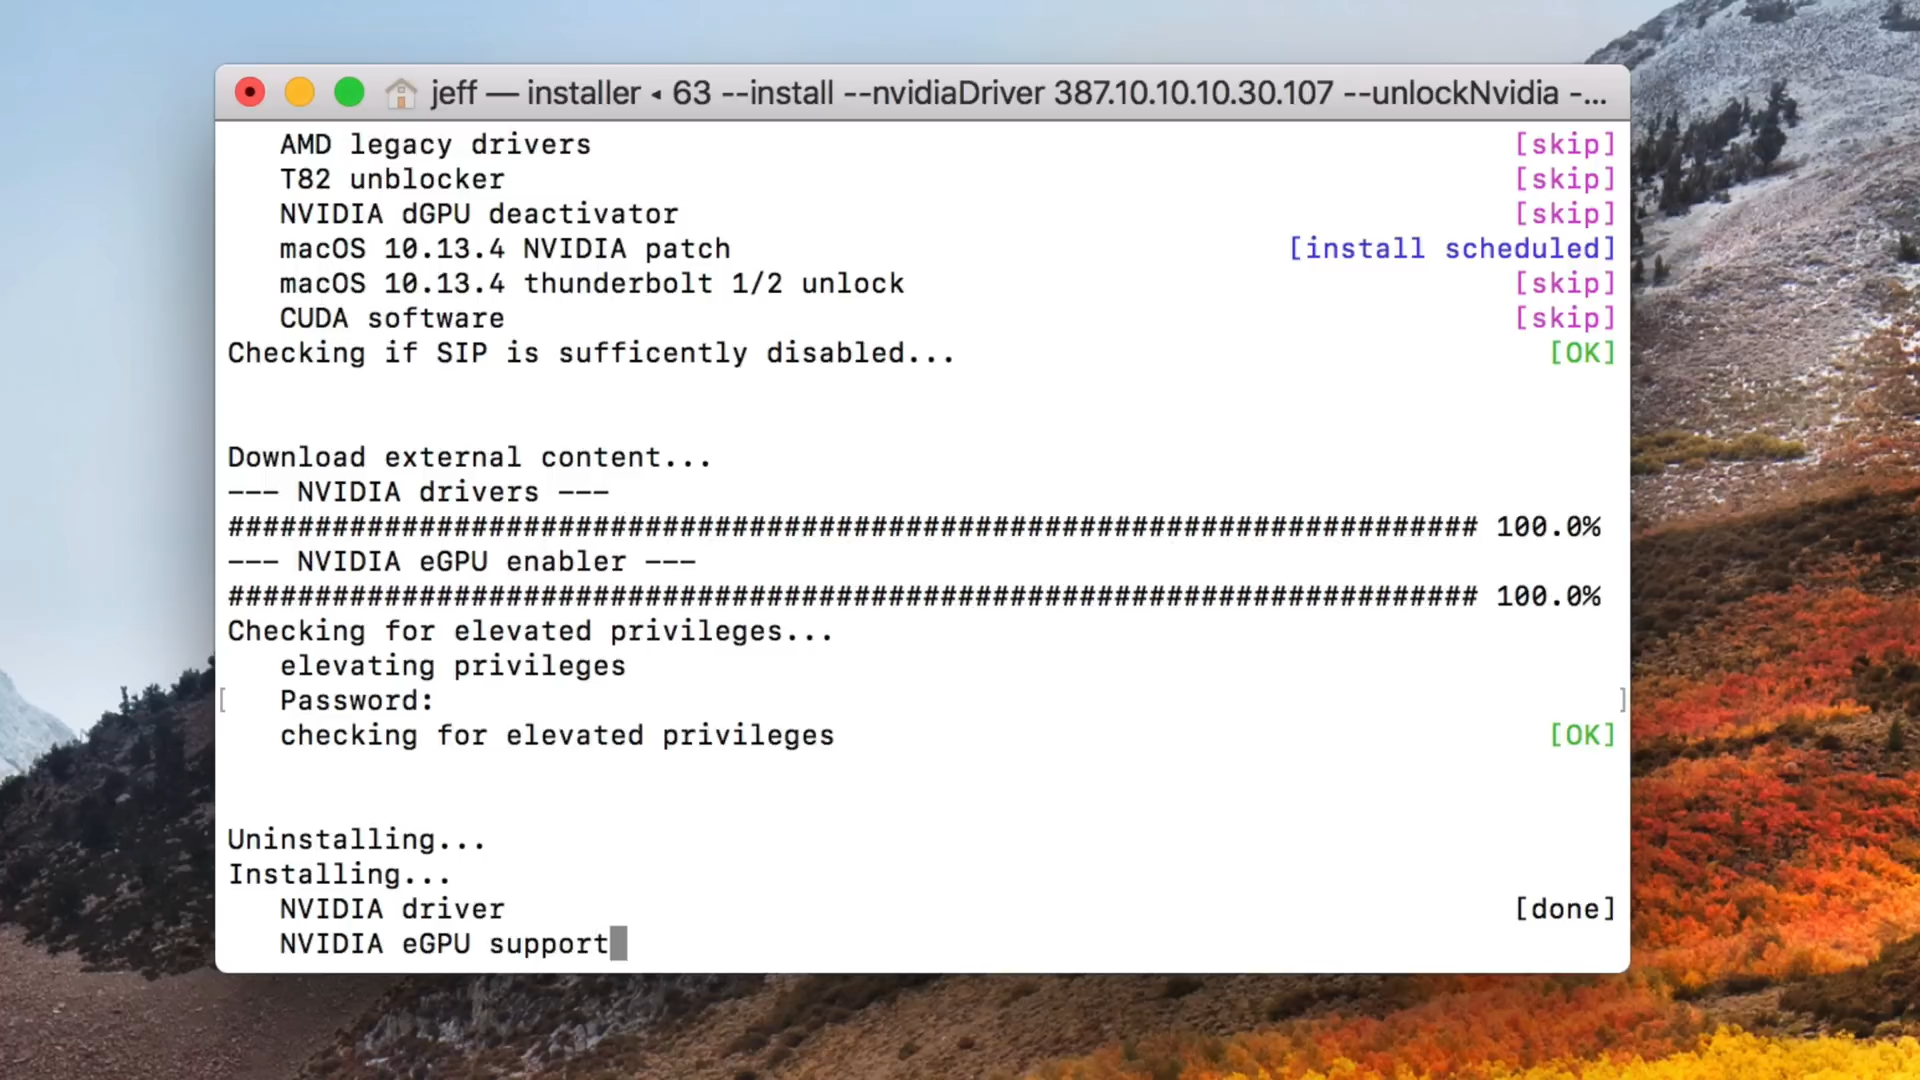 jeff — installer ◂ 63 --install --nvidiaDriver 387.10.10.10.30.107 --unlockNvidia -...
AMD legacy drivers [skip]
T82 unblocker [skip]
NVIDIA dGPU deactivator [skip]
macOS 10.13.4 NVIDIA patch [install scheduled]
macOS 10.13.4 thunderbolt 1/2 unlock [skip]
CUDA software [skip]
Checking if SIP is sufficently disabled... [OK]
Download external content...
--- NVIDIA drivers ---
######################################################################## 100.0%
--- NVIDIA eGPU enabler ---
######################################################################## 100.0%
Checking for elevated privileges...
elevating privileges
[ Password: ]
checking for elevated privileges [OK]
Uninstalling...
Installing...
NVIDIA driver [done]
NVIDIA eGPU support